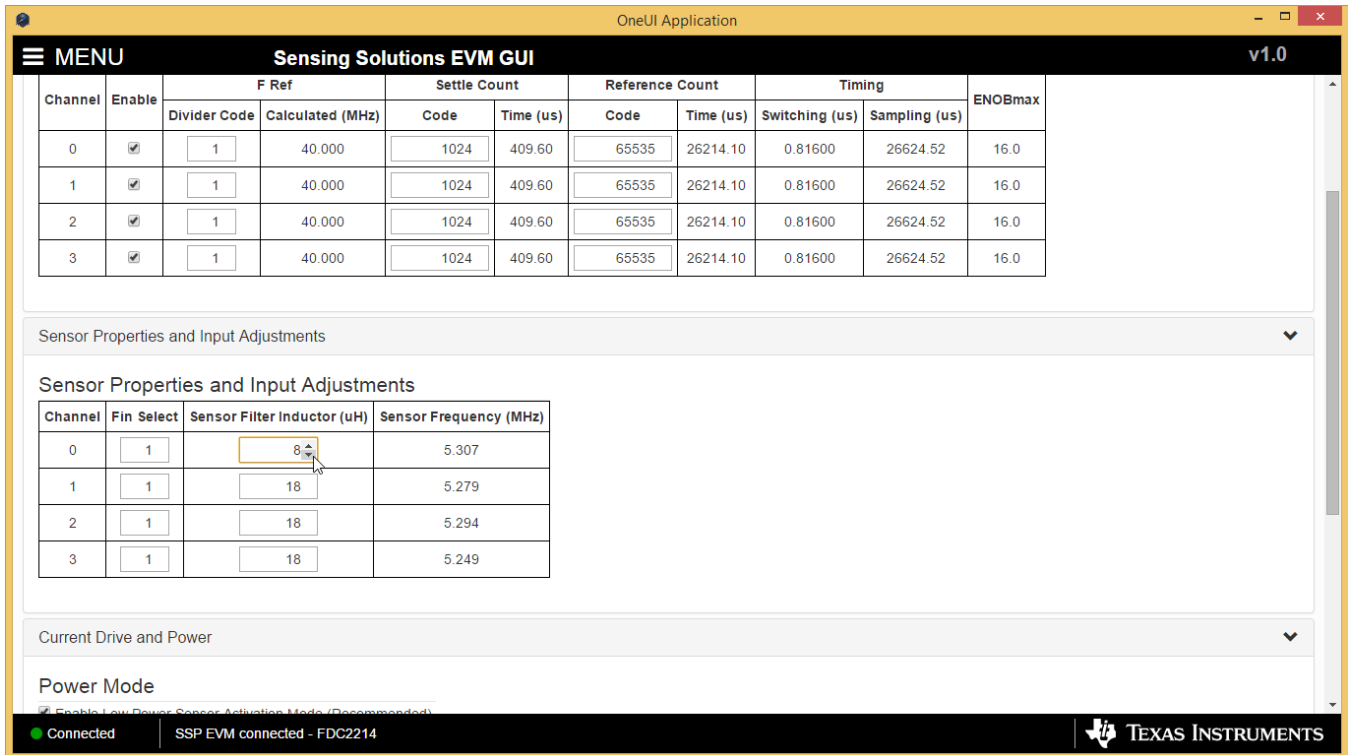 OneUI Application
MENU Sensing Solutions EVM GUI v1.0
Channel Enable F Ref Settle Count Reference Count Timing ENOBmax
Divider Code Calculated (MHz) Code Time (us) Code Time (us) Switching (us) Sampling (us)
0 1 40.000 1024 409.60 65535 26214.10 0.81600 26624.52 16.0
1 1 40.000 1024 409.60 65535 26214.10 0.81600 26624.52 16.0
2 1 40.000 1024 409.60 65535 26214.10 0.81600 26624.52 16.0
3 1 40.000 1024 409.60 65535 26214.10 0.81600 26624.52 16.0
Sensor Properties and Input Adjustments
Sensor Properties and Input Adjustments
Channel Fin Select Sensor Filter Inductor (uH) Sensor Frequency (MHz)
0 1 8 5.307
1 1 18 5.279
2 1 18 5.294
3 1 18 5.249
Current Drive and Power
Power Mode
Enable Low Power Sensor Activation Mode (Recommended)
Connected SSP EVM connected - FDC2214 TEXAS INSTRUMENTS